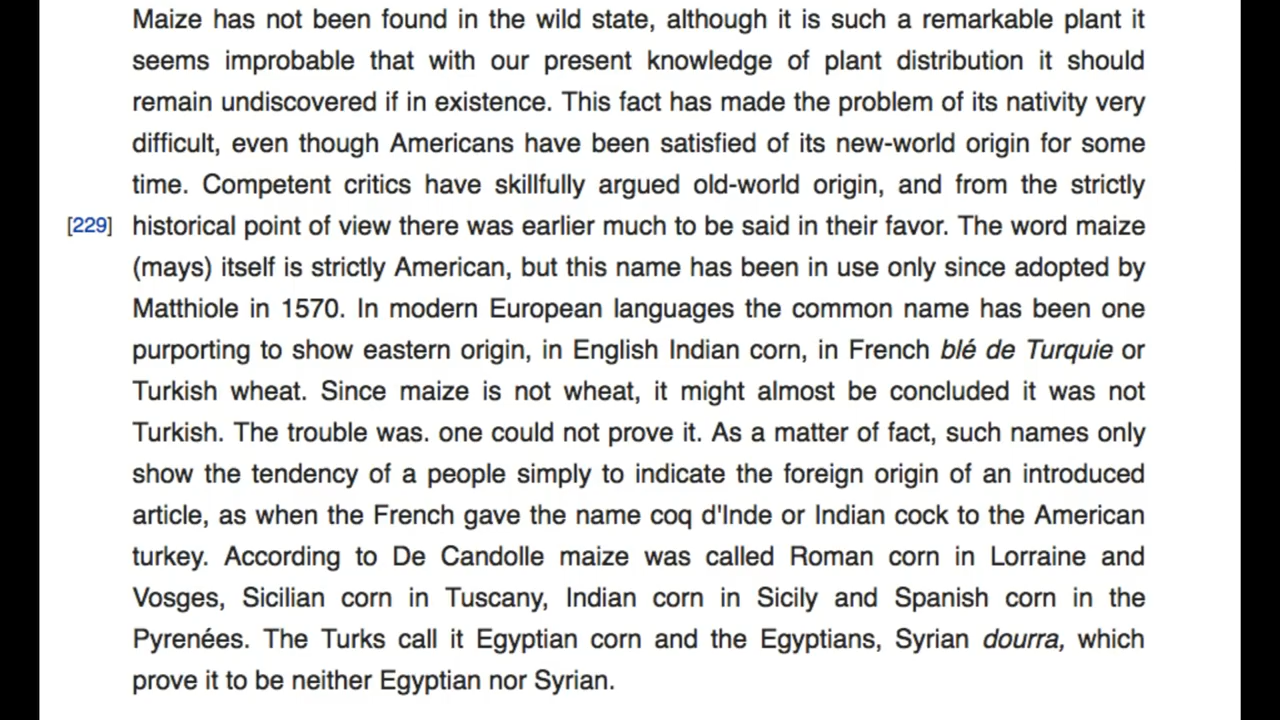 Maize has not been found in the wild state, although it is such a remarkable plant it
seems improbable that with our present knowledge of plant distribution it should
remain undiscovered if in existence. This fact has made the problem of its nativity very
difficult, even though Americans have been satisfied of its new-world origin for some
time. Competent critics have skillfully argued old-world origin, and from the strictly
[229] historical point of view there was earlier much to be said in their favor. The word maize
(mays) itself is strictly American, but this name has been in use only since adopted by
Matthiole in 1570. In modern European languages the common name has been one
purporting to show eastern origin, in English Indian corn, in French blé de Turquie or
Turkish wheat. Since maize is not wheat, it might almost be concluded it was not
Turkish. The trouble was. one could not prove it. As a matter of fact, such names only
show the tendency of a people simply to indicate the foreign origin of an introduced
article, as when the French gave the name coq d'Inde or Indian cock to the American
turkey. According to De Candolle maize was called Roman corn in Lorraine and
Vosges, Sicilian corn in Tuscany, Indian corn in Sicily and Spanish corn in the
Pyrenées. The Turks call it Egyptian corn and the Egyptians, Syrian dourra, which
prove it to be neither Egyptian nor Syrian.